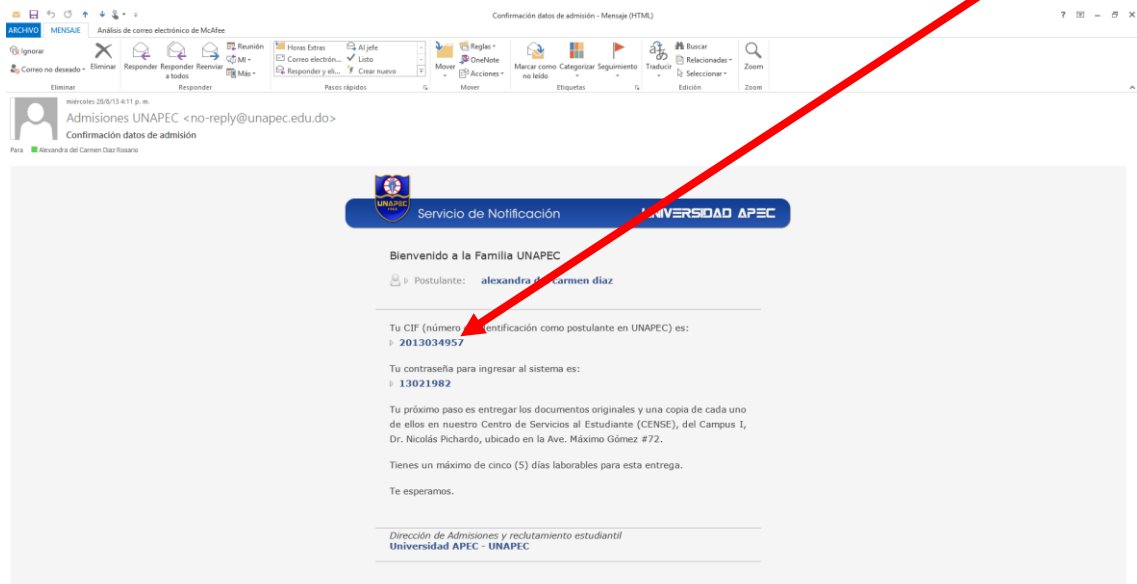 Confirmación datos de admisión - Mensaje (HTML)
ARCHIVO MENSAJE Análisis de correo electrónico de McAfee
Ignorar
Correo no deseado
Eliminar
Responder
Responder a todos
Reenviar
Reunión
MI
Más
Horas Extras
Correo electrón...
Responder y eli...
Al jefe
Listo
Crear nuevo
Mover
Reglas
OneNote
Acciones
Marcar como no leído
Categorizar
Seguimiento
Traducir
Buscar
Relacionadas
Seleccionar
Zoom
Eliminar Responder Pasos rápidos Mover Etiquetas Edición Zoom
miércoles 28/8/13 4:11 p. m.
Admisiones UNAPEC <no-reply@unapec.edu.do>
Confirmación datos de admisión
Para Alexandra del Carmen Diaz Rosario
UNAPEC
Servicio de Notificación UNIVERSIDAD APEC
Bienvenido a la Familia UNAPEC
Postulante: alexandra del carmen diaz
Tu CIF (número de identificación como postulante en UNAPEC) es:
2013034957
Tu contraseña para ingresar al sistema es:
13021982
Tu próximo paso es entregar los documentos originales y una copia de cada uno
de ellos en nuestro Centro de Servicios al Estudiante (CENSE), del Campus I,
Dr. Nicolás Pichardo, ubicado en la Ave. Máximo Gómez #72.
Tienes un máximo de cinco (5) días laborables para esta entrega.
Te esperamos.
Dirección de Admisiones y reclutamiento estudiantil
Universidad APEC - UNAPEC